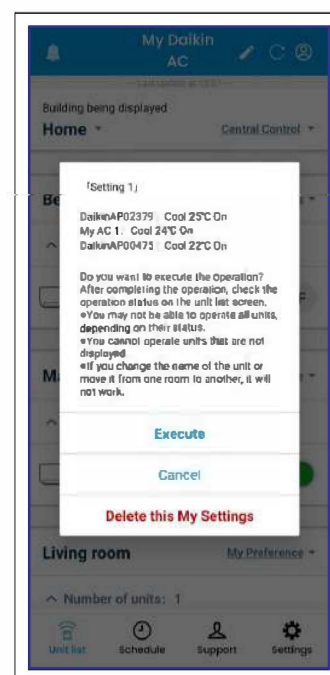 My Daikin
AC
Building being displayed
Home
Central Control
Be
「Setting 1」
DaikinAP02379 Cool 25℃ On
My AC 1 Cool 24℃ On
DaikinAP00475 Cool 22℃ On
Do you want to execute the operation?
After completing the operation, check the
operation status on the unit list screen.
●You may not be able to operate all units,
depending on their status.
●You cannot operate units that are not
displayed
●If you change the name of the unit or
move it from one room to another, it will
not work.
Ma
Execute
Cancel
Delete this My Settings
Living room
My Preference
Number of units: 1
Unit list
Schedule
Support
Settings